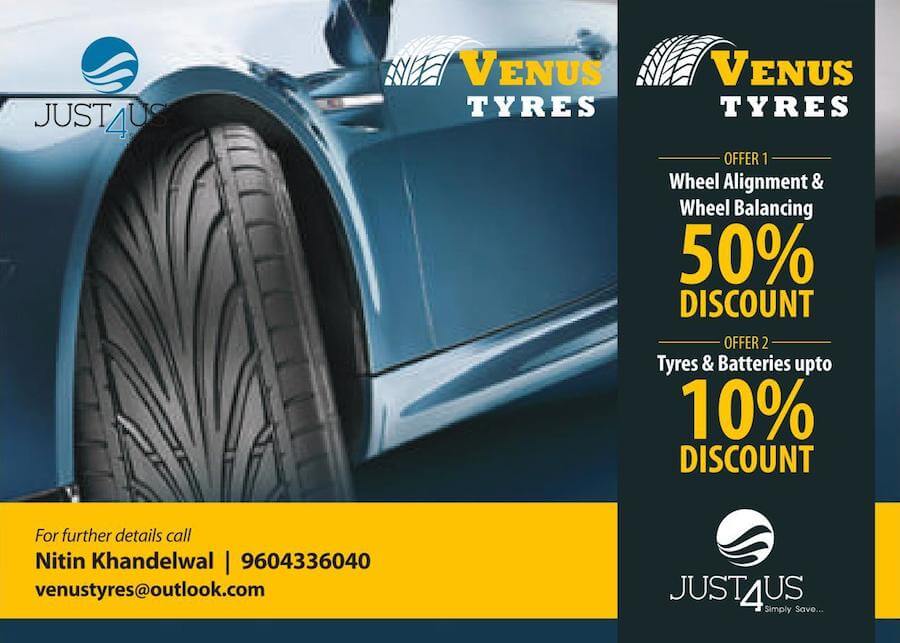 JUST4US
VENUS
TYRES
For further details call
Nitin Khandelwal | 9604336040
venustyres@outlook.com
VENUS
TYRES
OFFER 1
Wheel Alignment &
Wheel Balancing
50%
DISCOUNT
OFFER 2
Tyres & Batteries upto
10%
DISCOUNT
JUST4US
Simply Save...